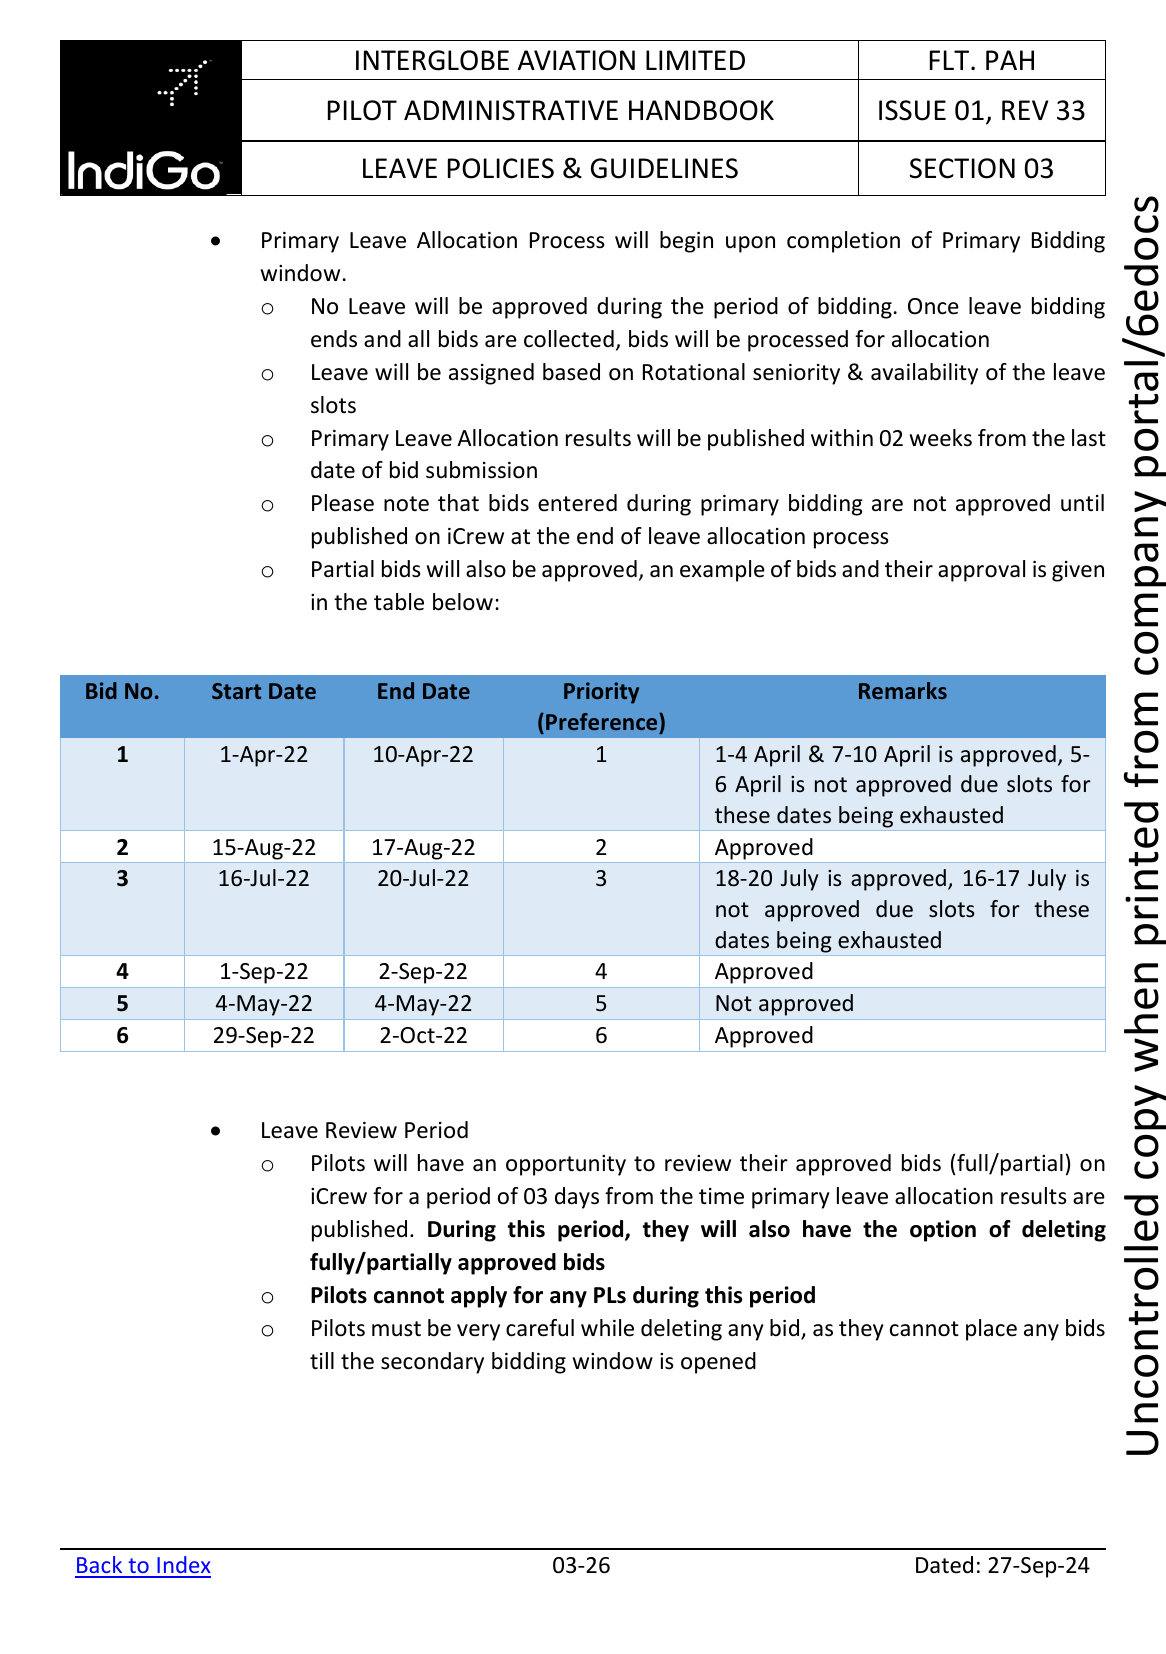 INTERGLOBE AVIATION LIMITED
FLT. PAH
PILOT ADMINISTRATIVE HANDBOOK
ISSUE 01, REV 33
IndiGo
LEAVE POLICIES & GUIDELINES
SECTION 03
• Primary Leave Allocation Process will begin upon completion of Primary Bidding
window.
o No Leave will be approved during the period of bidding. Once leave bidding
ends and all bids are collected, bids will be processed for allocation
o Leave will be assigned based on Rotational seniority & availability of the leave
slots
o Primary Leave Allocation results will be published within 02 weeks from the last
date of bid submission
o Please note that bids entered during primary bidding are not approved until
published on iCrew at the end of leave allocation process
o Partial bids will also be approved, an example of bids and their approval is given
in the table below:
Bid No. Start Date End Date Priority Remarks
(Preference)
1 1-Apr-22 10-Apr-22 1 1-4 April & 7-10 April is approved, 5-
6 April is not approved due slots for
these dates being exhausted
2 15-Aug-22 17-Aug-22 2 Approved
3 16-Jul-22 20-Jul-22 3 18-20 July is approved, 16-17 July is
not approved due slots for these
dates being exhausted
4 1-Sep-22 2-Sep-22 4 Approved
5 4-May-22 4-May-22 5 Not approved
6 29-Sep-22 2-Oct-22 6 Approved
• Leave Review Period
o Pilots will have an opportunity to review their approved bids (full/partial) on
iCrew for a period of 03 days from the time primary leave allocation results are
published. During this period, they will also have the option of deleting
fully/partially approved bids
o Pilots cannot apply for any PLs during this period
o Pilots must be very careful while deleting any bid, as they cannot place any bids
till the secondary bidding window is opened
Back to Index 03-26 Dated: 27-Sep-24
Uncontrolled copy when printed from company portal/6edocs